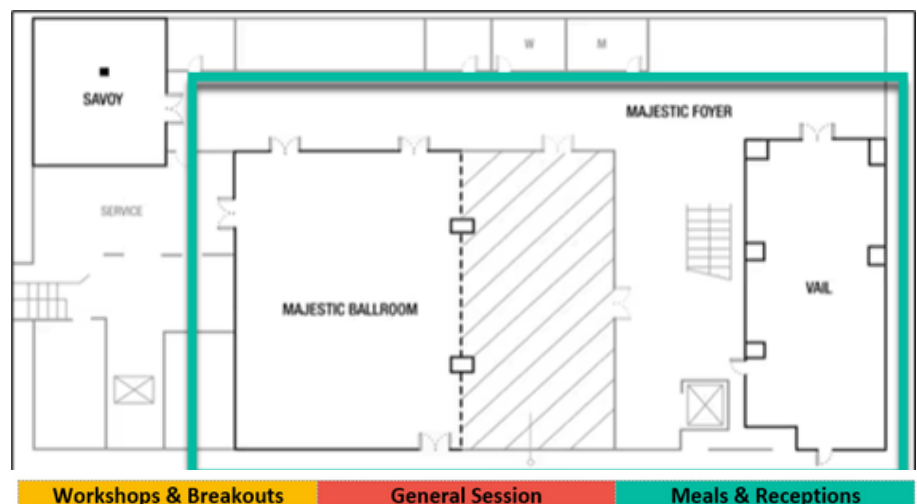 W
M
SAVOY
MAJESTIC FOYER
SERVICE
VAIL
MAJESTIC BALLROOM
Workshops & Breakouts
General Session
Meals & Receptions